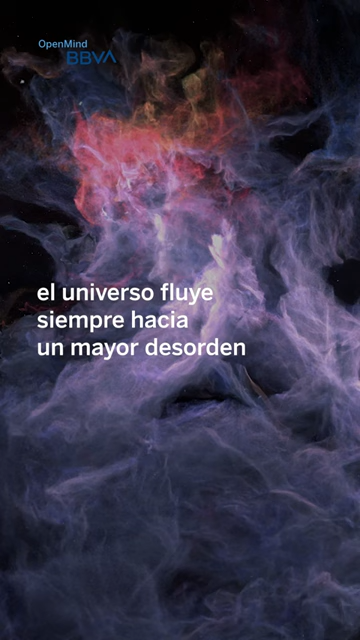 OpenMind
BBVA
el universo fluye
siempre hacia
un mayor desorden